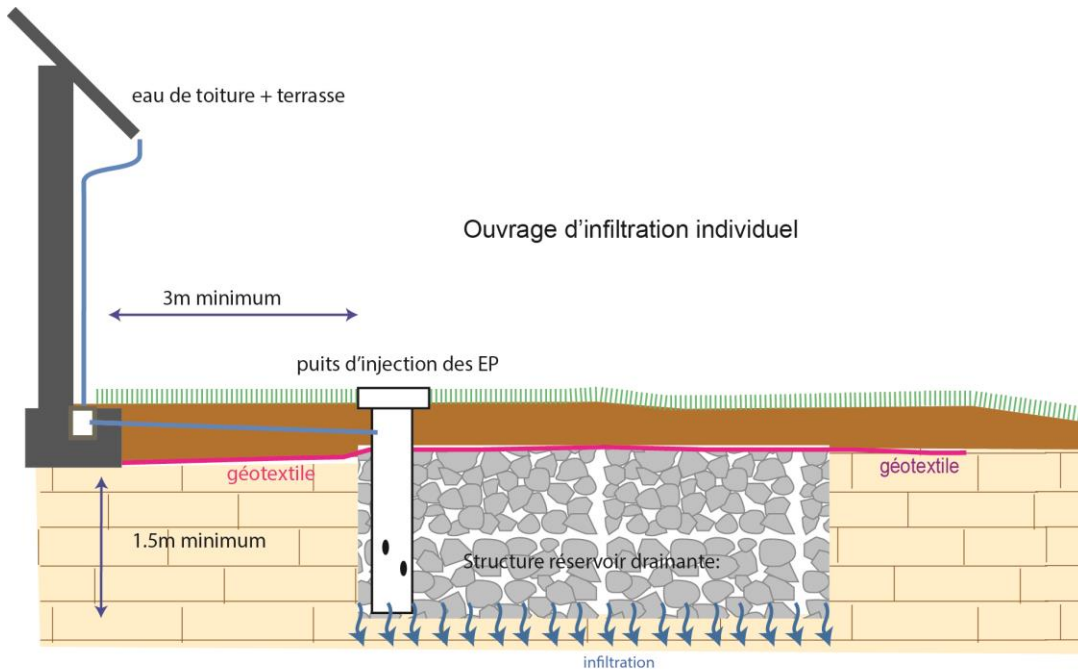 eau de toiture + terrasse
Ouvrage d'infiltration individuel
3m minimum
puits d'injection des EP
géotextile
géotextile
1.5m minimum
Structure réservoir drainante:
infiltration